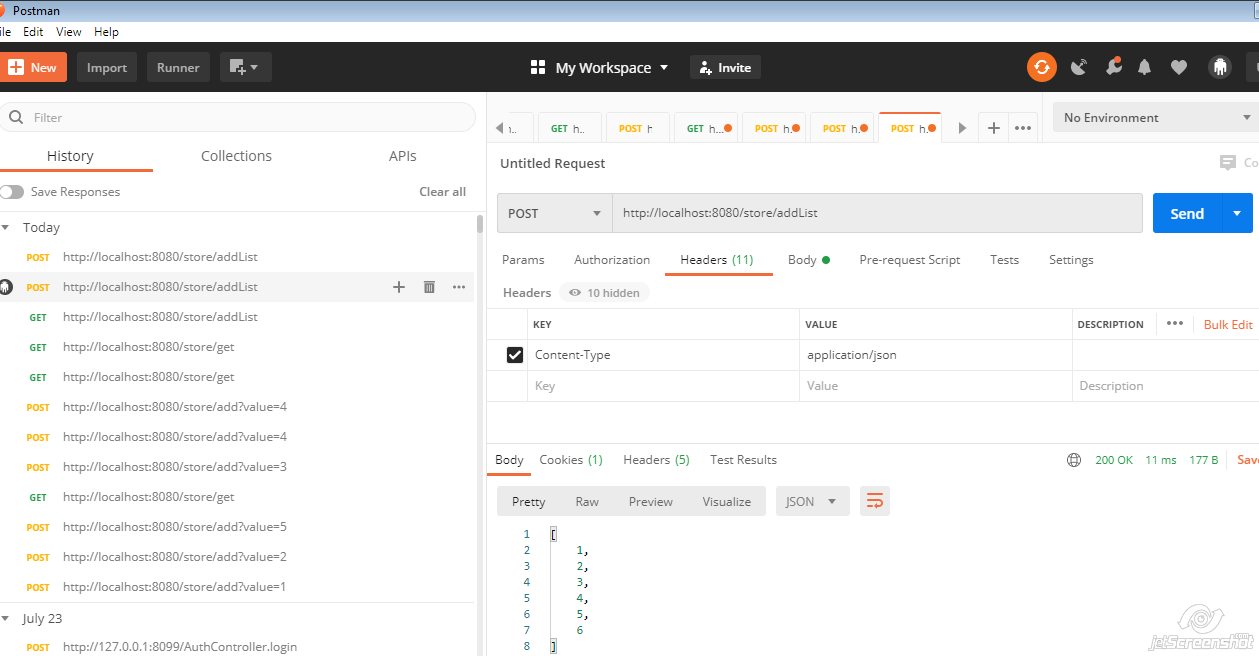 Postman
ile Edit View Help
New Import Runner My Workspace Invite
Filter
History Collections APIs
Save Responses Clear all
Today
POST http://localhost:8080/store/addList
POST http://localhost:8080/store/addList
GET http://localhost:8080/store/addList
GET http://localhost:8080/store/get
GET http://localhost:8080/store/get
POST http://localhost:8080/store/add?value=4
POST http://localhost:8080/store/add?value=4
POST http://localhost:8080/store/add?value=3
GET http://localhost:8080/store/get
POST http://localhost:8080/store/add?value=5
POST http://localhost:8080/store/add?value=2
POST http://localhost:8080/store/add?value=1
July 23
POST http://127.0.0.1:8099/AuthController.login
GET h.. POST h GET h... POST h. POST h. POST h. No Environment
Untitled Request Co
POST http://localhost:8080/store/addList Send
Params Authorization Headers (11) Body Pre-request Script Tests Settings
Headers 10 hidden
KEY VALUE DESCRIPTION ••• Bulk Edit
Content-Type application/json
Key Value Description
Body Cookies (1) Headers (5) Test Results 200 OK 11 ms 177 B Save
Pretty Raw Preview Visualize JSON
1 [
2 1,
3 2,
4 3,
5 4,
6 5,
7 6
8 ]
jetScreenshot